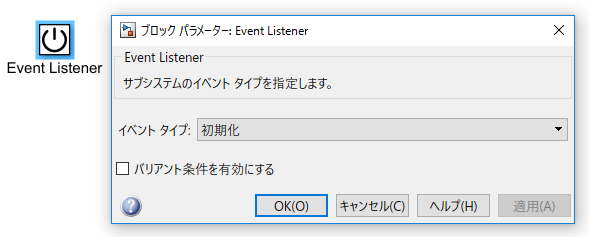 ブロック パラメーター: Event Listener
Event Listener
Event Listener
サブシステムのイベント タイプを指定します。
イベント タイプ: 初期化
バリアント条件を有効にする
? OK(O) キャンセル(C) ヘルプ(H) 適用(A)